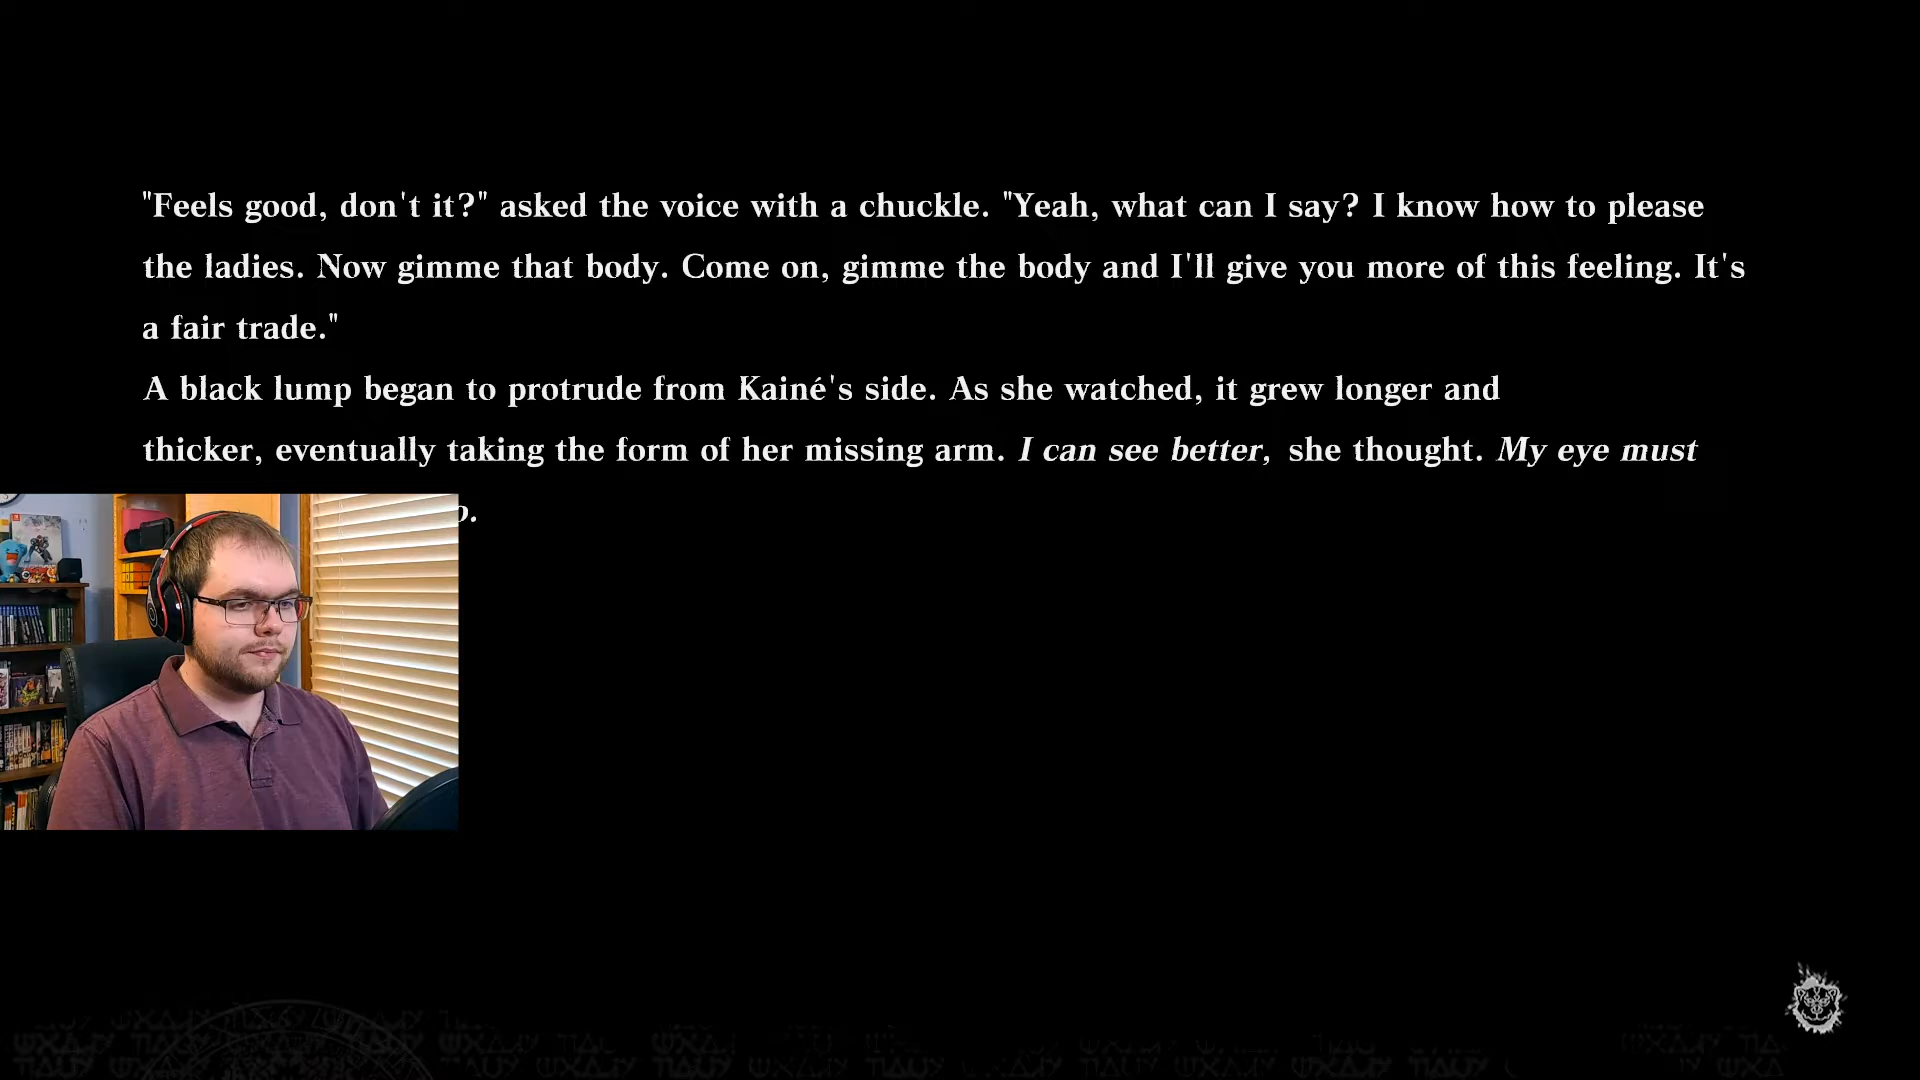 "Feels good, don't it?" asked the voice with a chuckle. "Yeah, what can I say? I know how to please
the ladies. Now gimme that body. Come on, gimme the body and I'll give you more of this feeling. It's
a fair trade."
A black lump began to protrude from Kainé's side. As she watched, it grew longer and
thicker, eventually taking the form of her missing arm. I can see better, she thought. My eye must